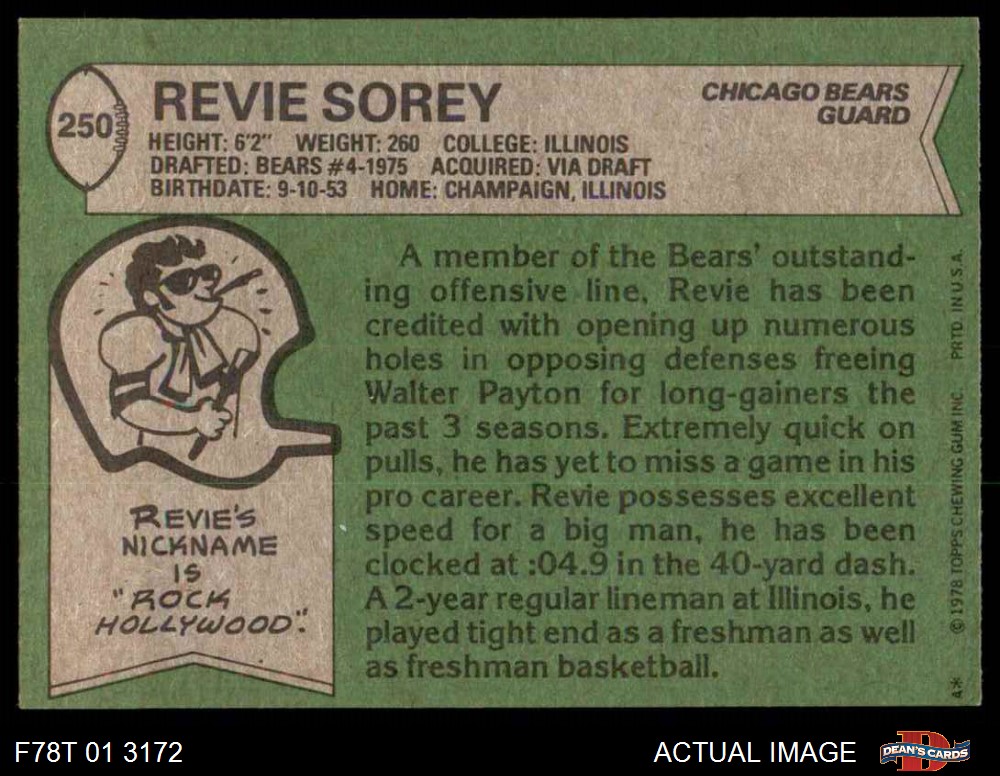 250
REVIE SOREY
CHICAGO BEARS
GUARD
HEIGHT: 6'2" WEIGHT: 260 COLLEGE: ILLINOIS
DRAFTED: BEARS #4-1975 ACQUIRED: VIA DRAFT
BIRTHDATE: 9-10-53 HOME: CHAMPAIGN, ILLINOIS
A member of the Bears' outstand-
ing offensive line, Revie has been
credited with opening up numerous
holes in opposing defenses freeing
Walter Payton for long-gainers the
past 3 seasons. Extremely quick on
pulls, he has yet to miss a game in his
pro career. Revie possesses excellent
speed for a big man, he has been
clocked at :04.9 in the 40-yard dash.
A 2-year regular lineman at Illinois, he
played tight end as a freshman as well
as freshman basketball.
REVIE'S
NICKNAME
IS
"ROCK
HOLLYWOOD".
4* © 1978 TOPPS CHEWING GUM INC. PRTD. IN U.S.A.
F78T 01 3172
ACTUAL IMAGE
D
DEAN'S CARDS